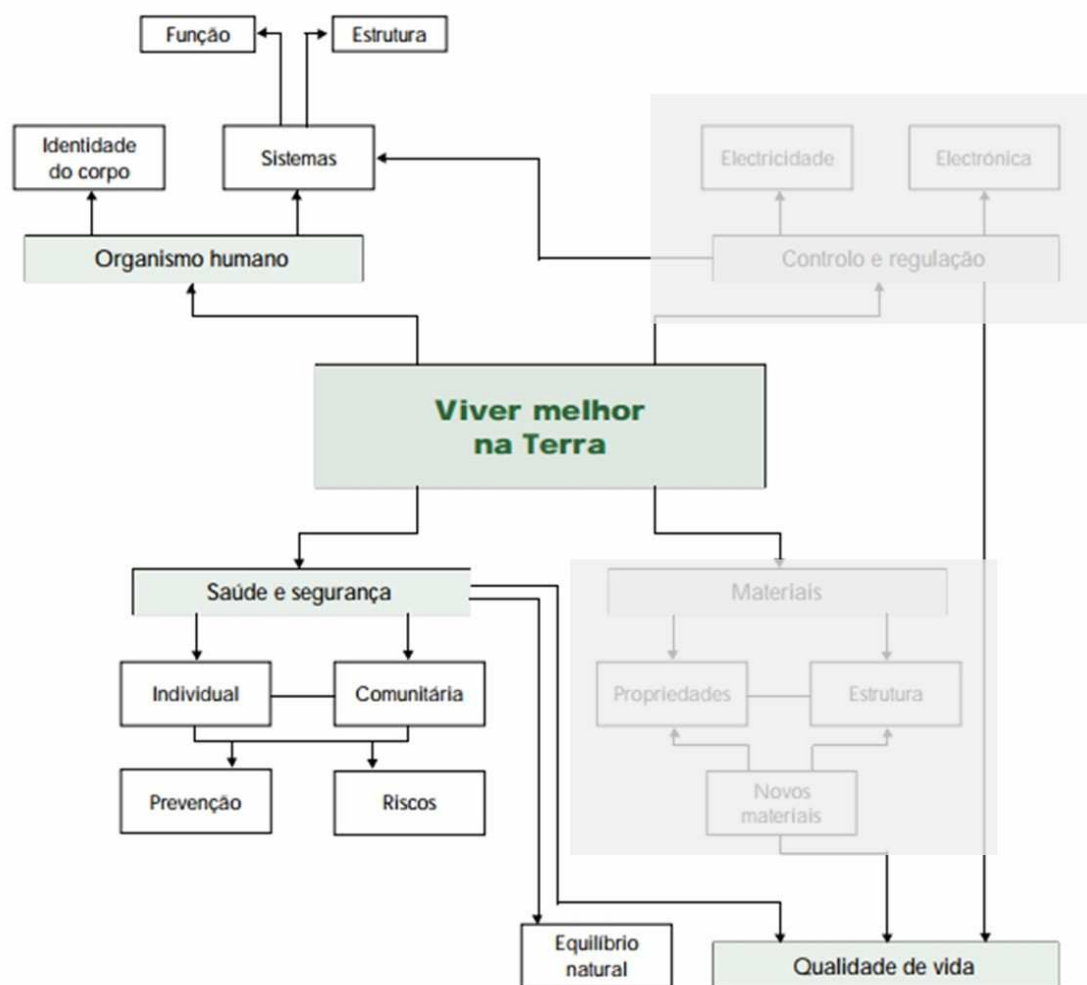 Função
Estrutura
Identidade
do corpo
Sistemas
Electricidade
Electrónica
Organismo humano
Controlo e regulação
Viver melhor
na Terra
Saúde e segurança
Materiais
Individual
Comunitária
Propriedades
Estrutura
Prevenção
Riscos
Novos
materiais
Equilíbrio
natural
Qualidade de vida